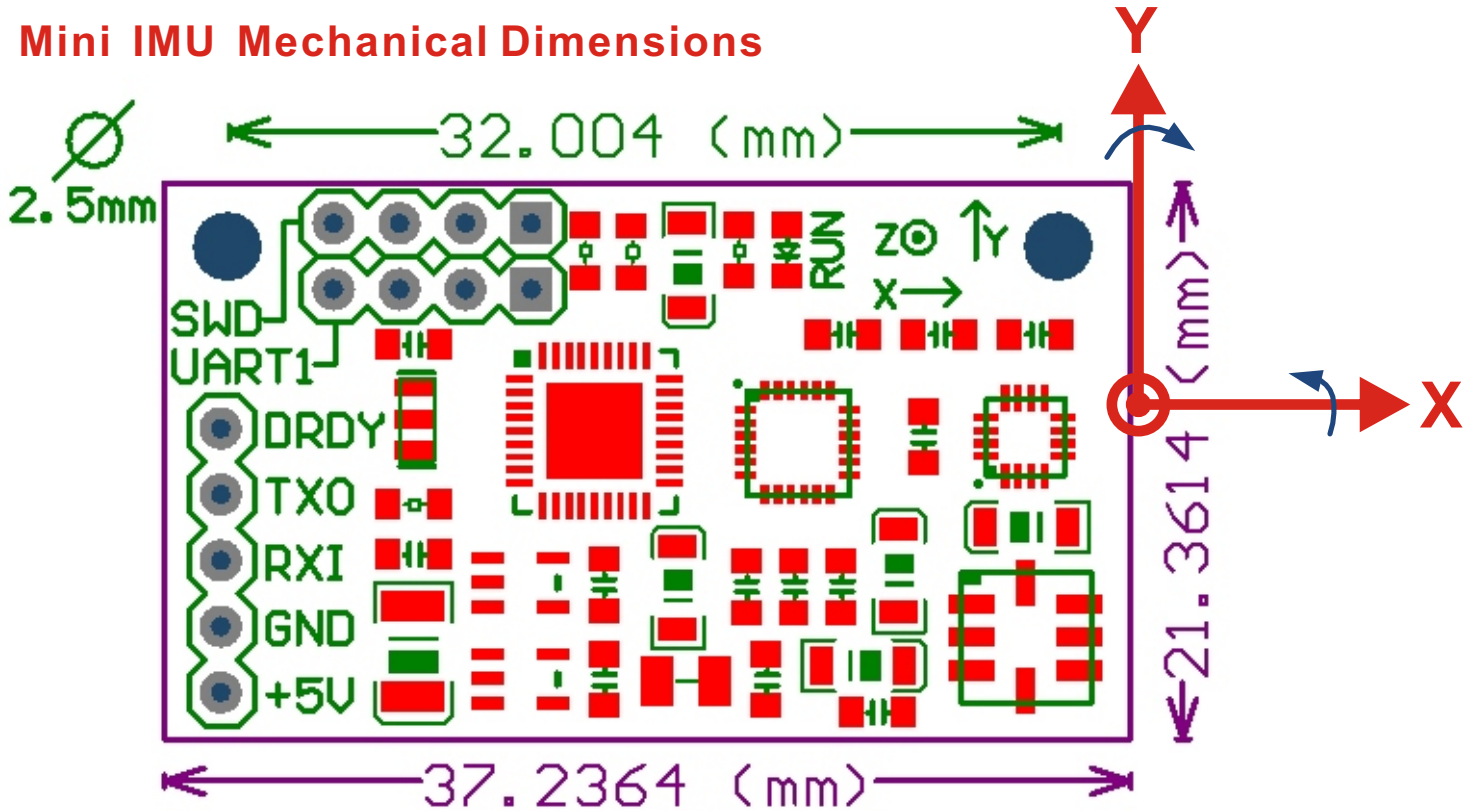 Mini IMU Mechanical Dimensions
Y
32.004 (mm)
2.5mm
RUN
Z
Y
X
SWD
UART1
DRDY
TXO
RXI
GND
+5V
X
21.3614 (mm)
37.2364 (mm)